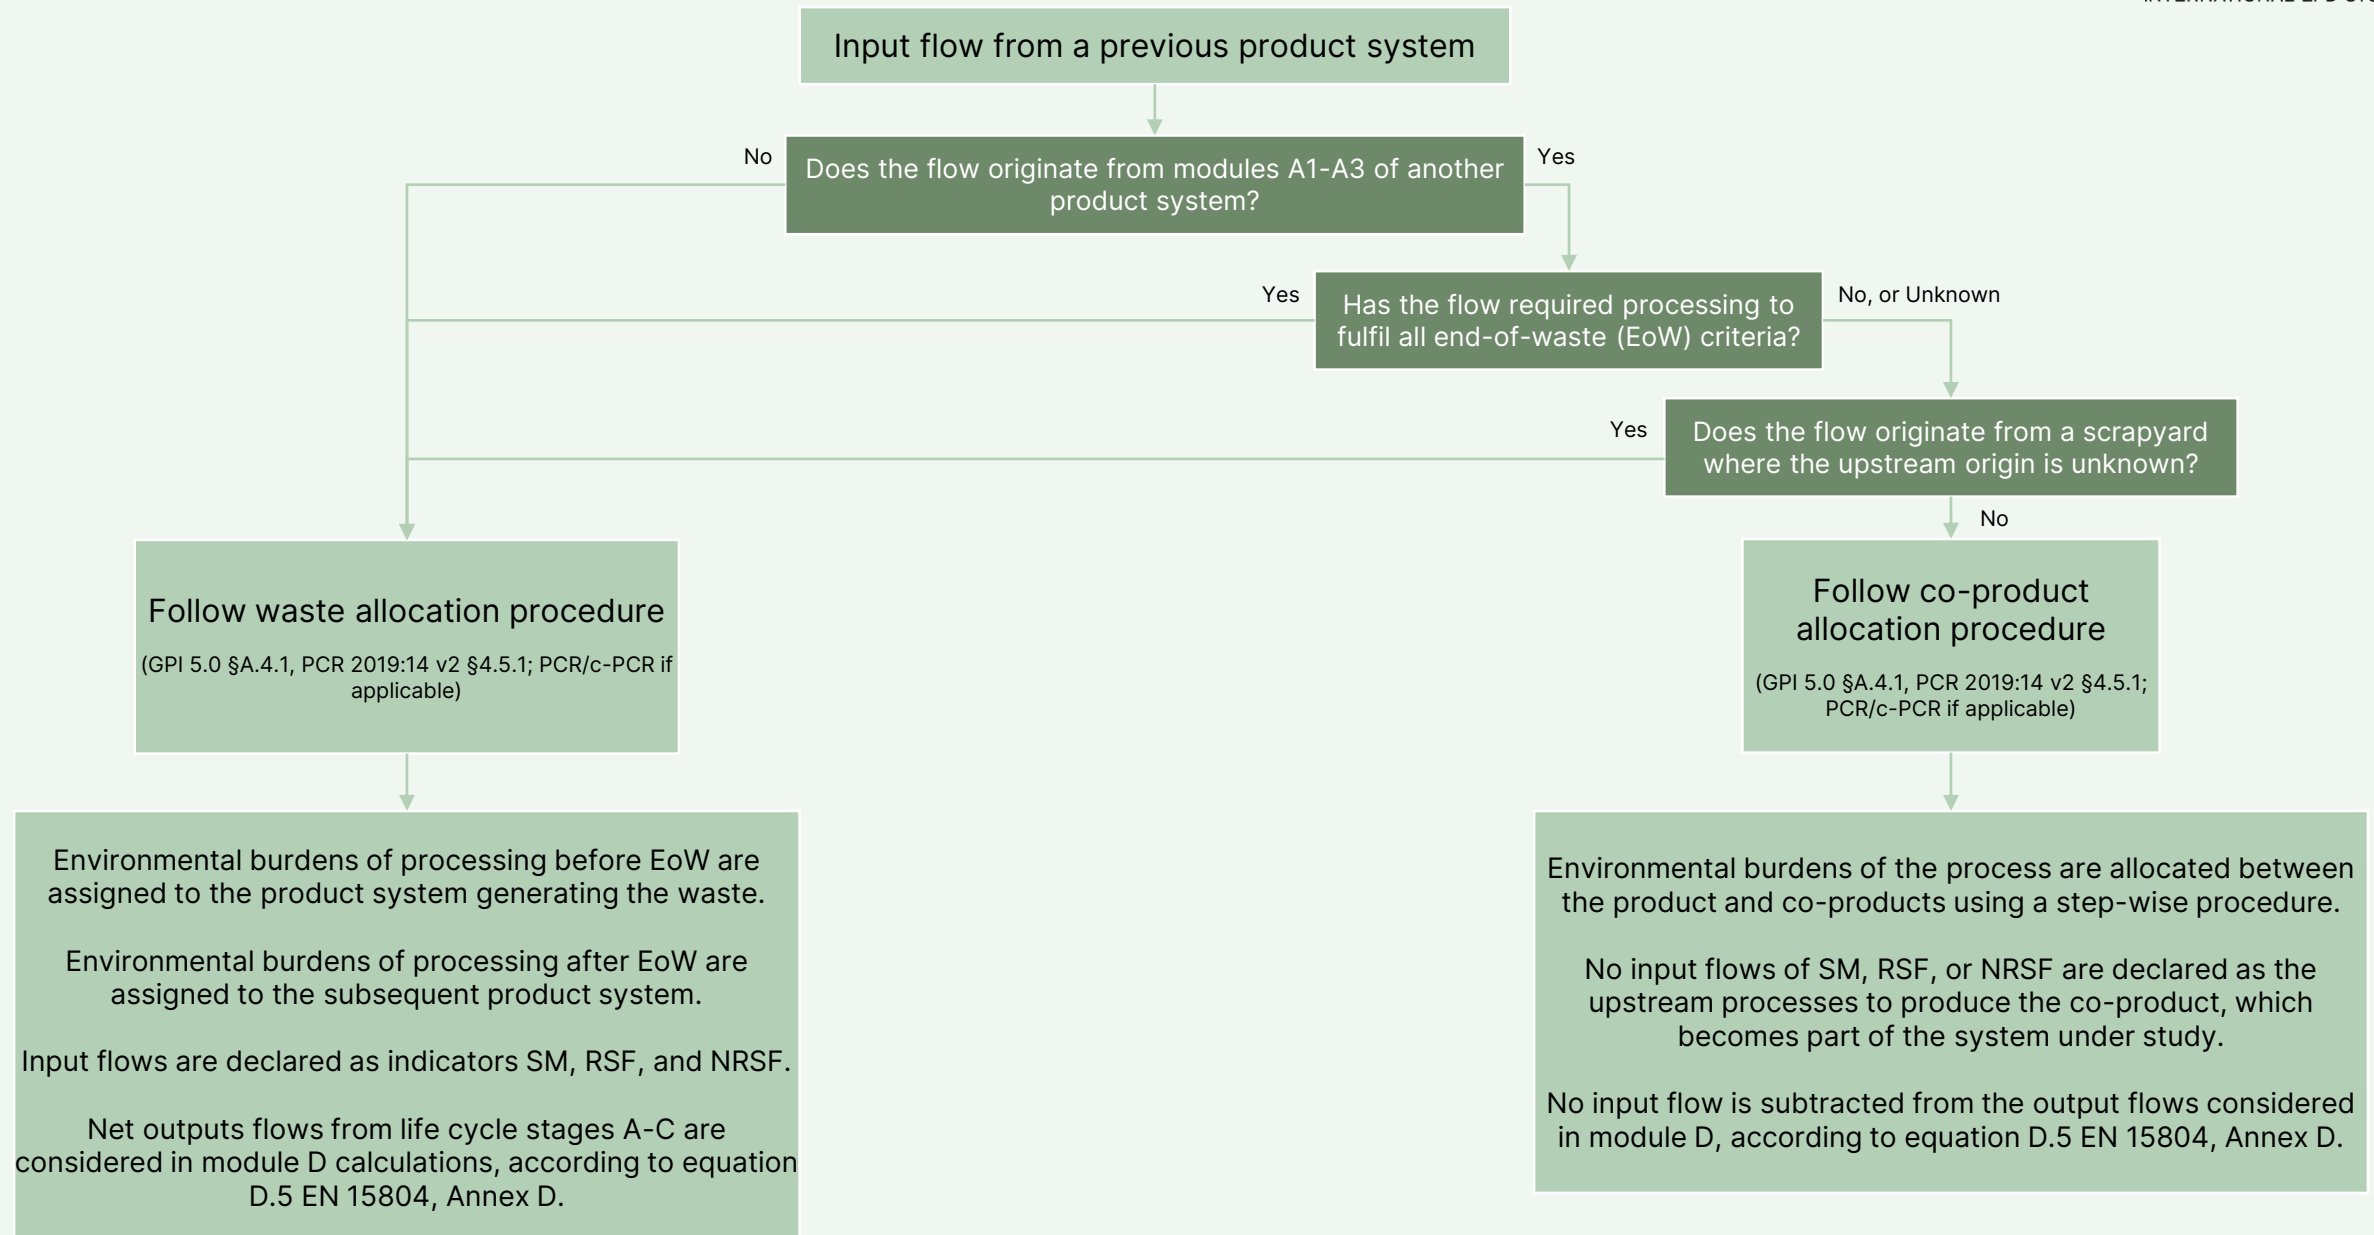 Input flow from a previous product system
No
Does the flow originate from modules A1-A3 of another
product system?
Yes
Yes
Has the flow required processing to
fulfil all end-of-waste (EoW) criteria?
No, or Unknown
Yes
Does the flow originate from a scrapyard
where the upstream origin is unknown?
No
Follow waste allocation procedure
(GPI 5.0 §A.4.1, PCR 2019:14 v2 §4.5.1; PCR/c-PCR if
applicable)
Follow co-product
allocation procedure
(GPI 5.0 §A.4.1, PCR 2019:14 v2 §4.5.1;
PCR/c-PCR if applicable)
Environmental burdens of processing before EoW are
assigned to the product system generating the waste.
Environmental burdens of processing after EoW are
assigned to the subsequent product system.
Input flows are declared as indicators SM, RSF, and NRSF.
Net outputs flows from life cycle stages A-C are
considered in module D calculations, according to equation
D.5 EN 15804, Annex D.
Environmental burdens of the process are allocated between
the product and co-products using a step-wise procedure.
No input flows of SM, RSF, or NRSF are declared as the
upstream processes to produce the co-product, which
becomes part of the system under study.
No input flow is subtracted from the output flows considered
in module D, according to equation D.5 EN 15804, Annex D.